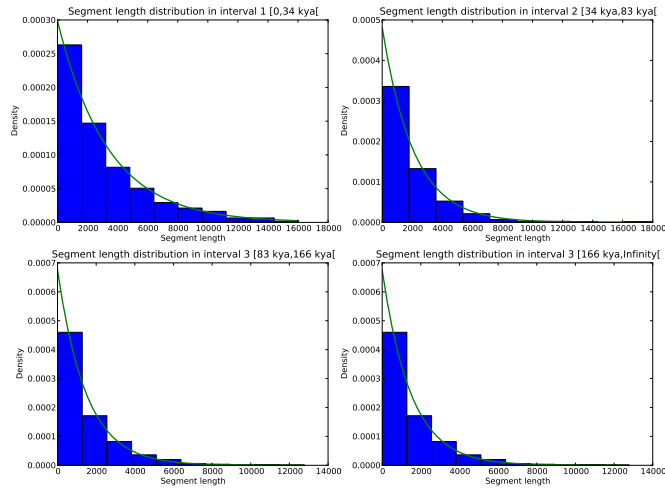 Segment length distribution in interval 1 [0,34 kya[
0.00030
0.00025
0.00020
0.00015
0.00010
0.00005
0.00000
Density
0 2000 4000 6000 8000 10000 12000 14000 16000 18000
Segment length
Segment length distribution in interval 2 [34 kya,83 kya[
0.0005
0.0004
0.0003
0.0002
0.0001
0.0000
Density
0 2000 4000 6000 8000 10000 12000 14000 16000 18000
Segment length
Segment length distribution in interval 3 [83 kya,166 kya[
0.0007
0.0006
0.0005
0.0004
0.0003
0.0002
0.0001
0.0000
Density
0 2000 4000 6000 8000 10000 12000 14000
Segment length
Segment length distribution in interval 3 [166 kya,Infinity[
0.0007
0.0006
0.0005
0.0004
0.0003
0.0002
0.0001
0.0000
Density
0 2000 4000 6000 8000 10000 12000 14000
Segment length